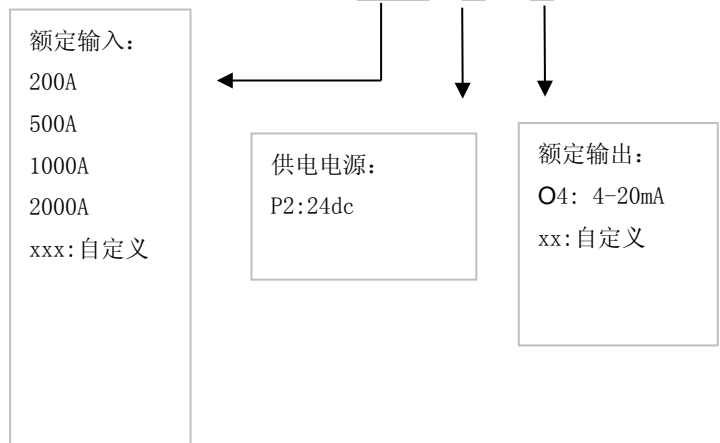 额定输入：
200A
500A
1000A
2000A
xxx:自定义
供电电源：
P2:24dc
额定输出：
O4: 4-20mA
xx:自定义